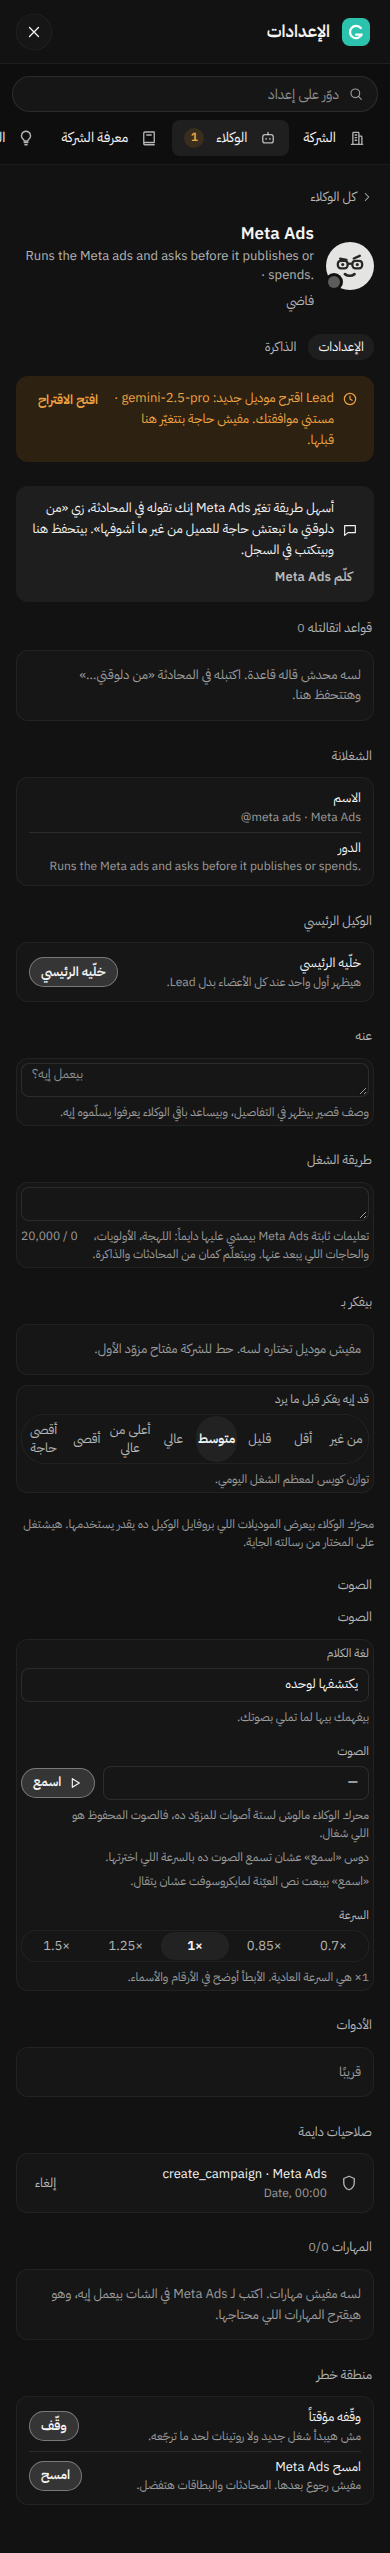 الإعدادات
دوّر على إعداد
الشركة
الوكلاء 1
معرفة الشركة
كل الوكلاء
Meta Ads
Runs the Meta ads and asks before it publishes or
spends. ·
فاضي
الإعدادات
الذاكرة
Lead اقترح موديل جديد: gemini-2.5-pro ·
مستني موافقتك. مفيش حاجة بتتغيّر هنا
قبلها.
افتح الاقتراح
أسهل طريقة تغيّر Meta Ads إنك تقوله في المحادثة، زي «من
دلوقتي ما تبعتش حاجة للعميل من غير ما أشوفها». بيتحفظ هنا
وبيتكتب في السجل.
كلّم Meta Ads
قواعد اتقالتله 0
لسه محدش قاله قاعدة. اكتبله في المحادثة «من دلوقتي…»
وهتتحفظ هنا.
الشغلانة
الاسم
@meta ads · Meta Ads
الدور
Runs the Meta ads and asks before it publishes or spends.
الوكيل الرئيسي
خلّيه الرئيسي
هيظهر أول واحد عند كل الأعضاء بدل Lead.
خلّيه الرئيسي
عنه
بيعمل إيه؟
وصف قصير بيظهر في التفاصيل، وبيساعد باقي الوكلاء يعرفوا يسلّموه إيه.
طريقة الشغل
تعليمات ثابتة Meta Ads بيمشي عليها دايماً: اللهجة، الأولويات،
والحاجات اللي يبعد عنها. وبيتعلّم كمان من المحادثات والذاكرة.
0 / 20,000
بيفكر بـ
مفيش موديل تختاره لسه. حط للشركة مفتاح مزوّد الأول.
قد إيه يفكر قبل ما يرد
من غير
أقل
قليل
متوسط
عالي
أعلى من
عالي
أقصى
أقصى
حاجة
توازن كويس لمعظم الشغل اليومي.
محرّك الوكلاء بيعرض الموديلات اللي بروفايل الوكيل ده يقدر يستخدمها. هيشتغل
على المختار من رسالته الجاية.
الصوت
الصوت
لغة الكلام
يكتشفها لوحده
بيفهمك بيها لما تملي بصوتك.
الصوت
—
اسمع
محرك الوكلاء مالوش لستة أصوات للمزوّد ده، فالصوت المحفوظ هو
اللي شغال.
دوس «اسمع» عشان تسمع الصوت ده بالسرعة اللي اخترتها.
«اسمع» بيبعت نص العيّنة لمايكروسوفت عشان يتقال.
السرعة
0.7×
0.85×
1×
1.25×
1.5×
1× هي السرعة العادية. الأبطأ أوضح في الأرقام والأسماء.
الأدوات
قريبًا
صلاحيات دايمة
create_campaign · Meta Ads
Date, 00:00
إلغاء
المهارات 0/0
لسه مفيش مهارات. اكتب لـ Meta Ads في الشات بيعمل إيه، وهو
هيقترح المهارات اللي محتاجها.
منطقة خطر
وقّفه مؤقتاً
مش هيبدأ شغل جديد ولا روتينات لحد ما ترجّعه.
وقّف
امسح Meta Ads
مفيش رجوع بعدها. المحادثات والبطاقات هتفضل.
امسح